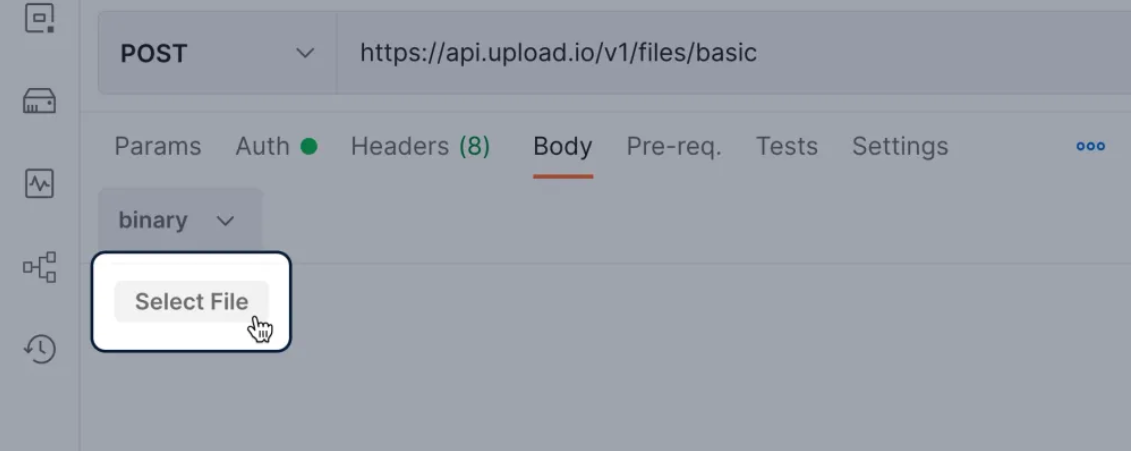 POST https://api.upload.io/v1/files/basic
Params Auth Headers (8) Body Pre-req. Tests Settings
binary
Select File